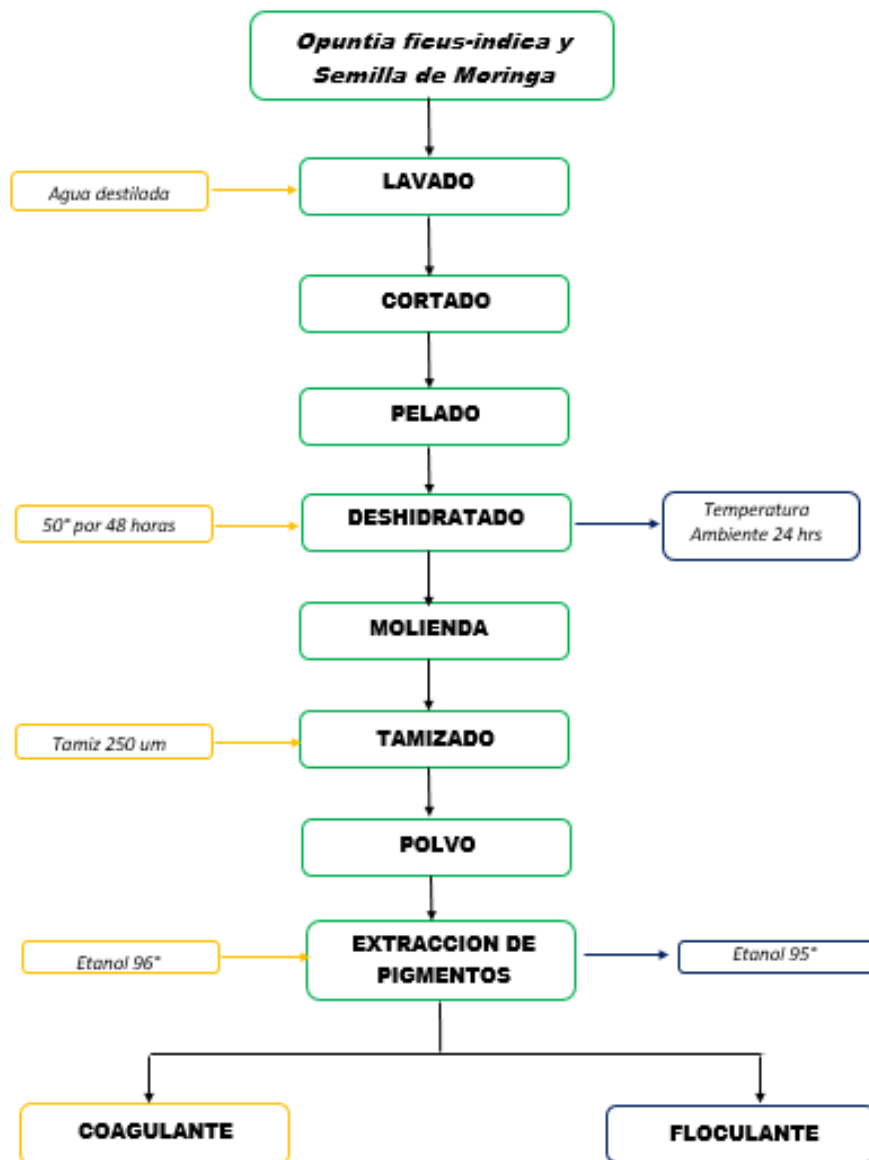 Opuntia ficus-indica y
Semilla de Moringa
LAVADO
Agua destilada
CORTADO
PELADO
50° por 48 horas
DESHIDRATADO
Temperatura
Ambiente 24 hrs
MOLIENDA
Tamiz 250 um
TAMIZADO
POLVO
Etanol 96°
EXTRACCION DE
PIGMENTOS
Etanol 95°
COAGULANTE
FLOCULANTE